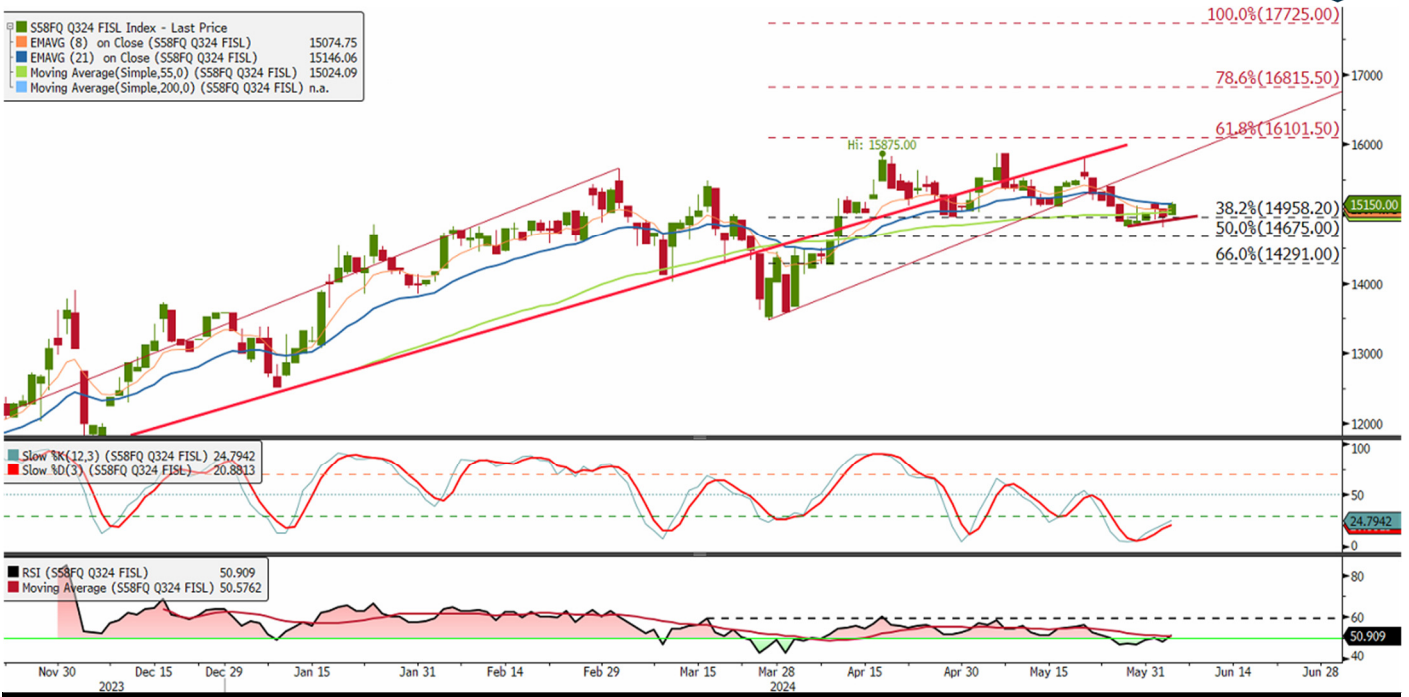 S58FQ Q324 FISL Index - Last Price
EMAVG (8) on Close (S58FQ Q324 FISL) 15074.75
EMAVG (21) on Close (S58FQ Q324 FISL) 15146.06
Moving Average(Simple,55,0) (S58FQ Q324 FISL) 15024.09
Moving Average(Simple,200,0) (S58FQ Q324 FISL) n.a.
100.0%(17725.00)
17000
78.6%(16815.50)
61.8%(16101.50)
16000
Hi: 15875.00
15150.00
38.2%(14958.20)
50.0%(14675.00)
66.0%(14291.00)
14000
13000
12000
Slow %K(12,3) (S58FQ Q324 FISL) 24.7942
Slow %D(3) (S58FQ Q324 FISL) 20.8813
100
50
24.7942
0
RSI (S58FQ Q324 FISL) 50.909
Moving Average (S58FQ Q324 FISL) 50.5762
80
60
50.909
40
Nov 30 Dec 15 Dec 29 Jan 15 Jan 31 Feb 14 Feb 29 Mar 15 Mar 28 Apr 15 Apr 30 May 15 May 31 Jun 14 Jun 28
2023 2024